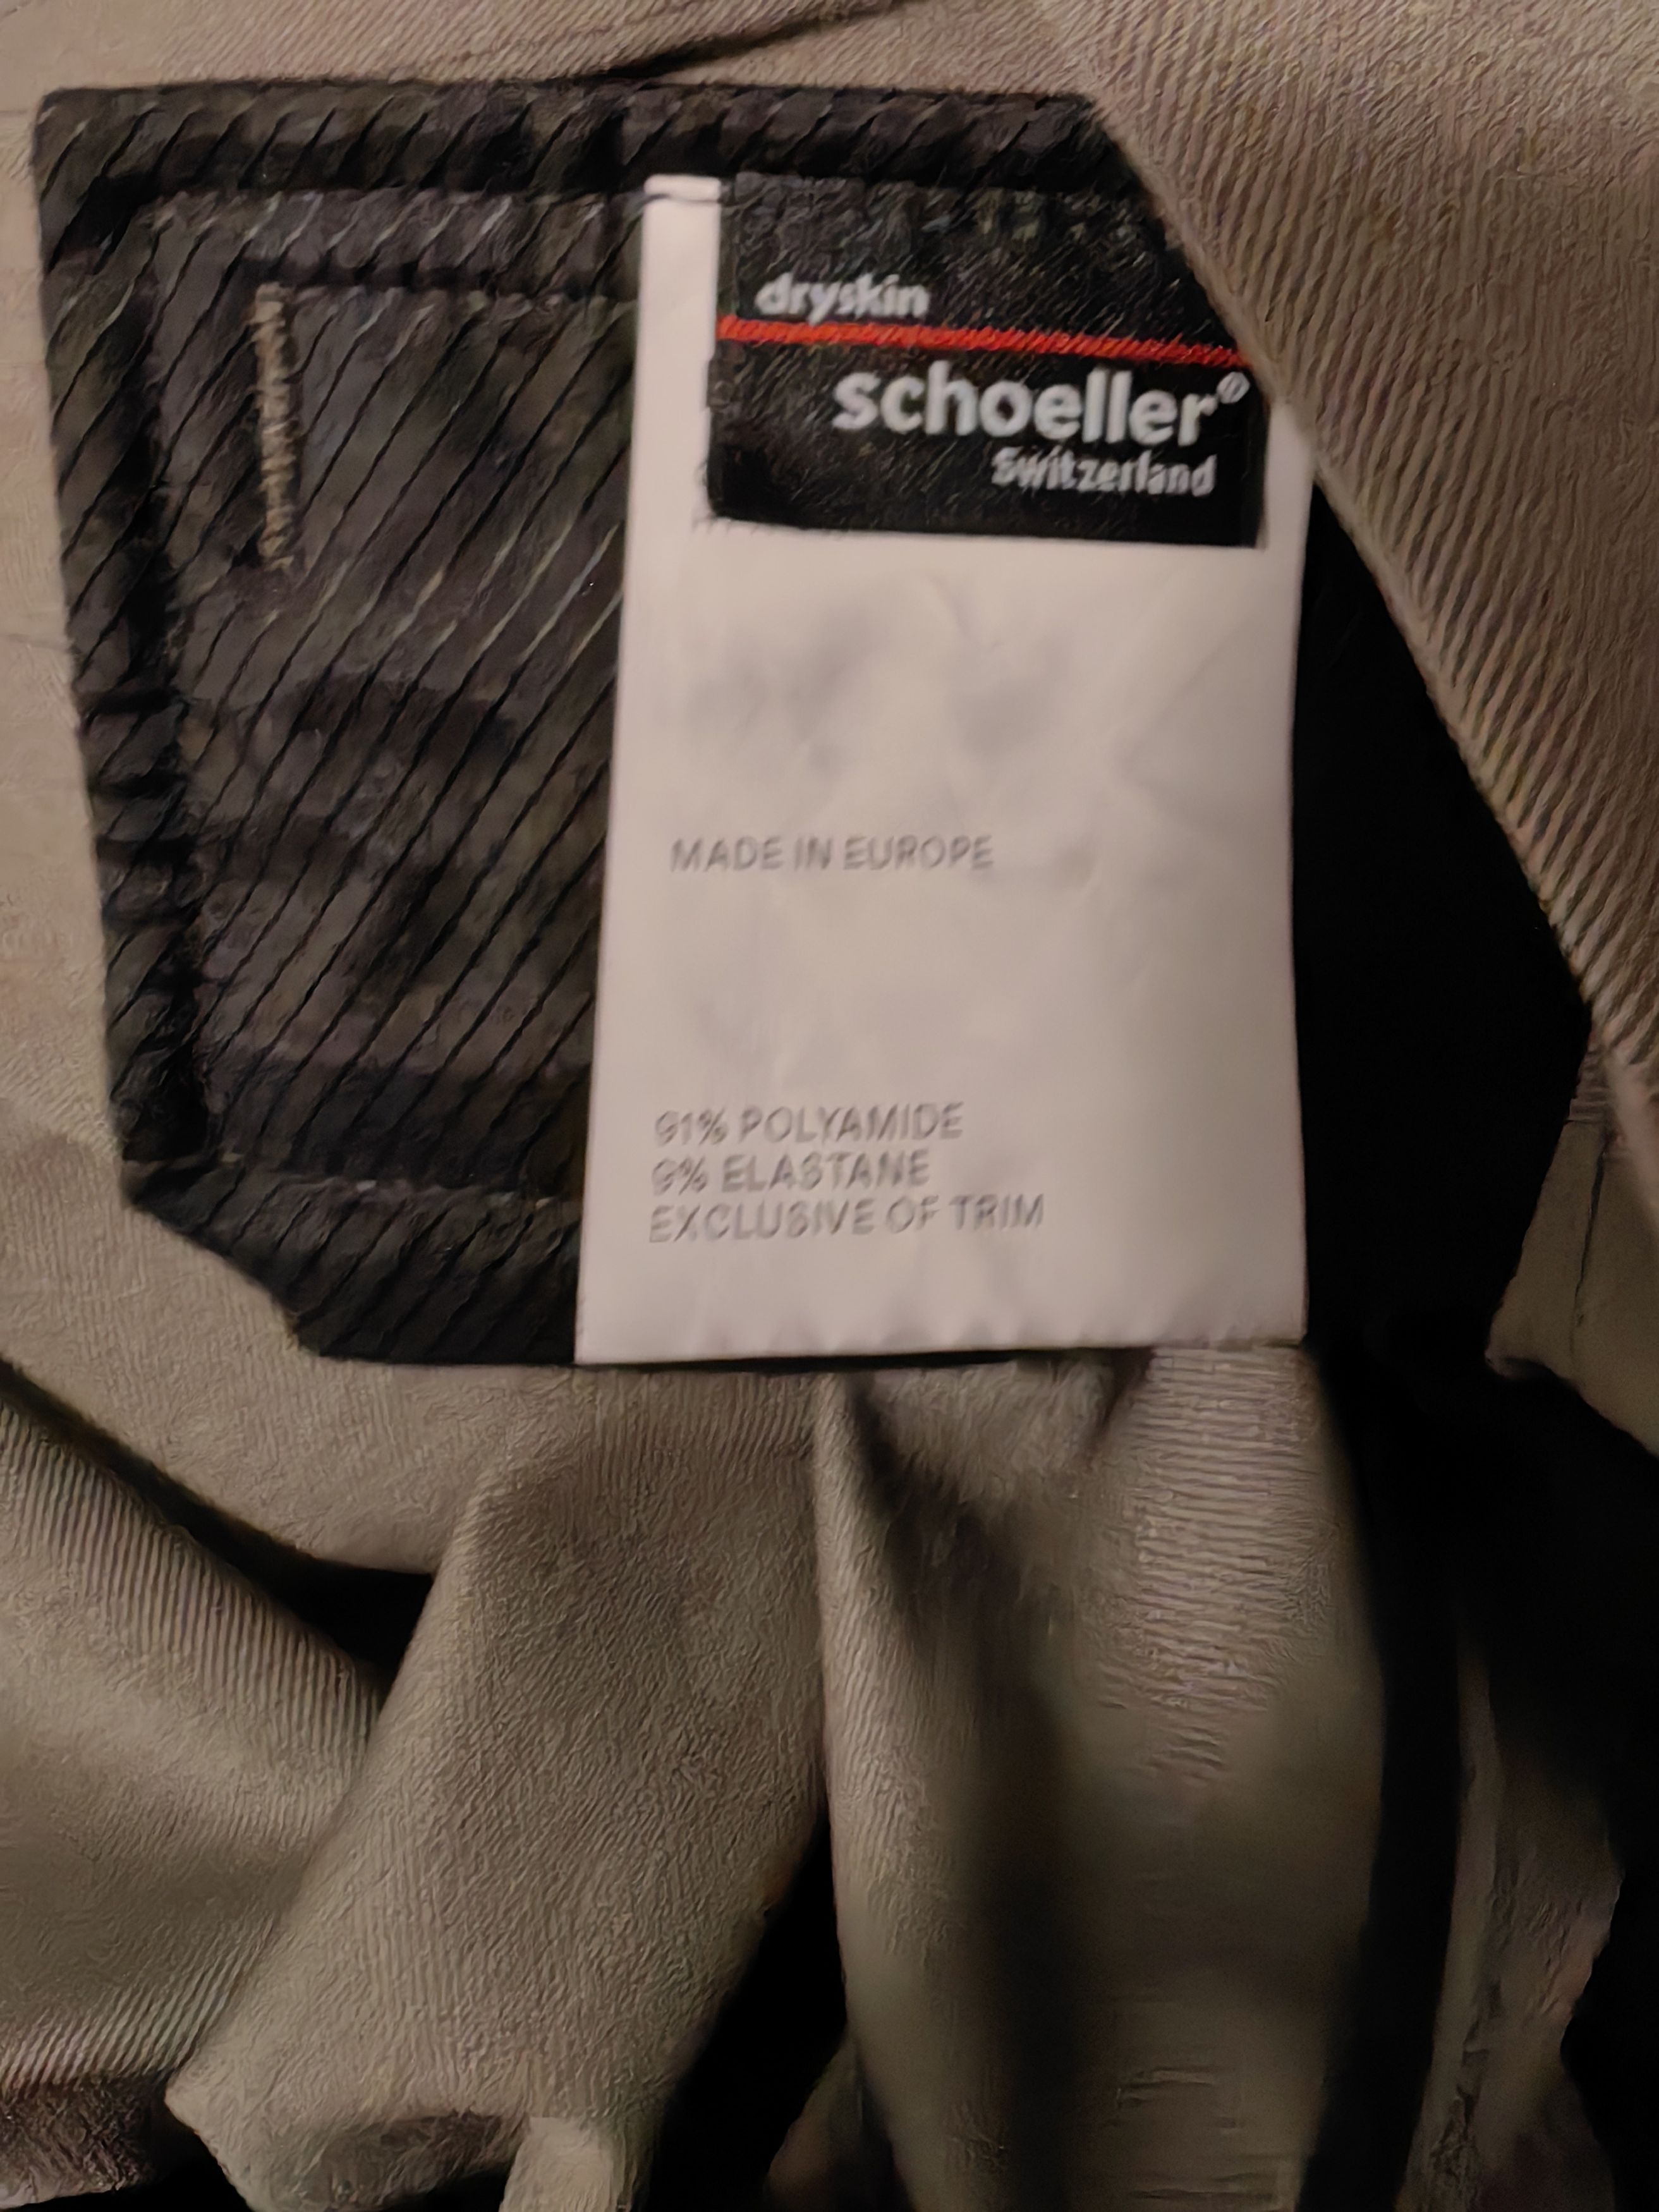 dryskin
schoeller®
Switzerland
MADE IN EUROPE
91% POLYAMIDE
9% ELASTANE
EXCLUSIVE OF TRIM